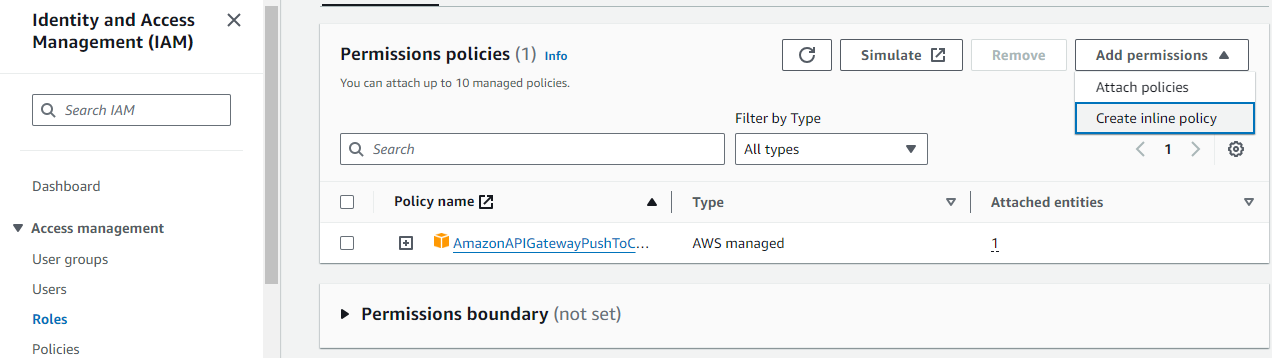 Identity and Access
Management (IAM)
Search IAM
Dashboard
Access management
User groups
Users
Roles
Policies
Permissions policies (1) Info
You can attach up to 10 managed policies.
Simulate
Remove
Add permissions
Attach policies
Create inline policy
Filter by Type
Search
All types
1
Policy name
Type
Attached entities
AmazonAPIGatewayPushToC...
AWS managed
1
Permissions boundary (not set)